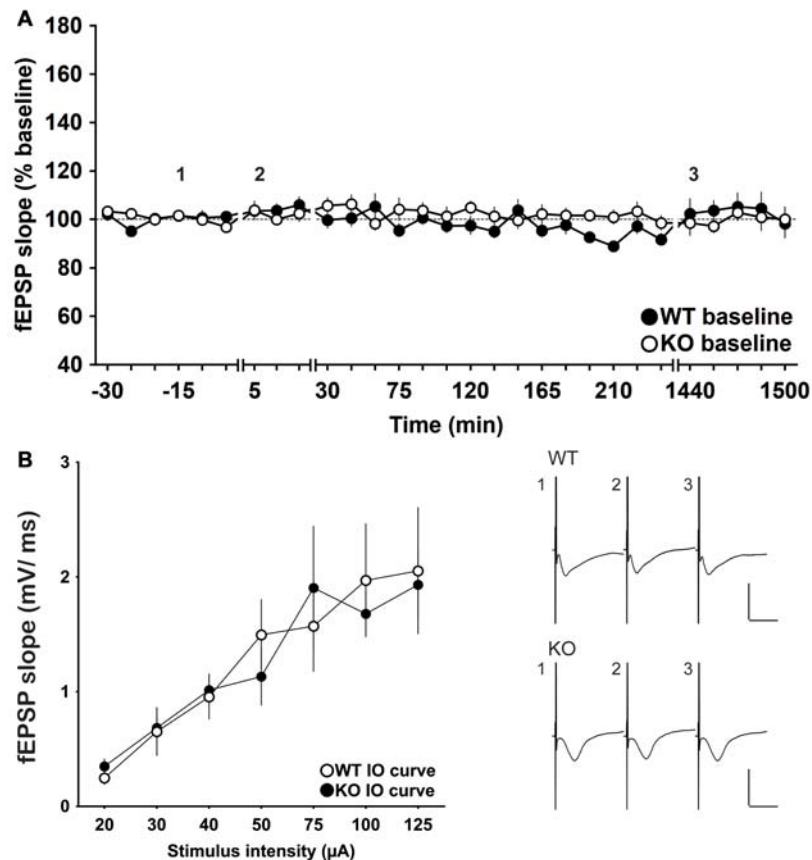 A
fEPSP slope (% baseline)
180
160
140
120
100
80
60
40
1 2 3
WT baseline
KO baseline
-30 -15 5 30 75 120 165 210 1440 1500
Time (min)
B
fEPSP slope (mV/ ms)
3
2
1
0
WT IO curve
KO IO curve
20 30 40 50 75 100 125
Stimulus intensity (µA)
WT
1 2 3
KO
1 2 3